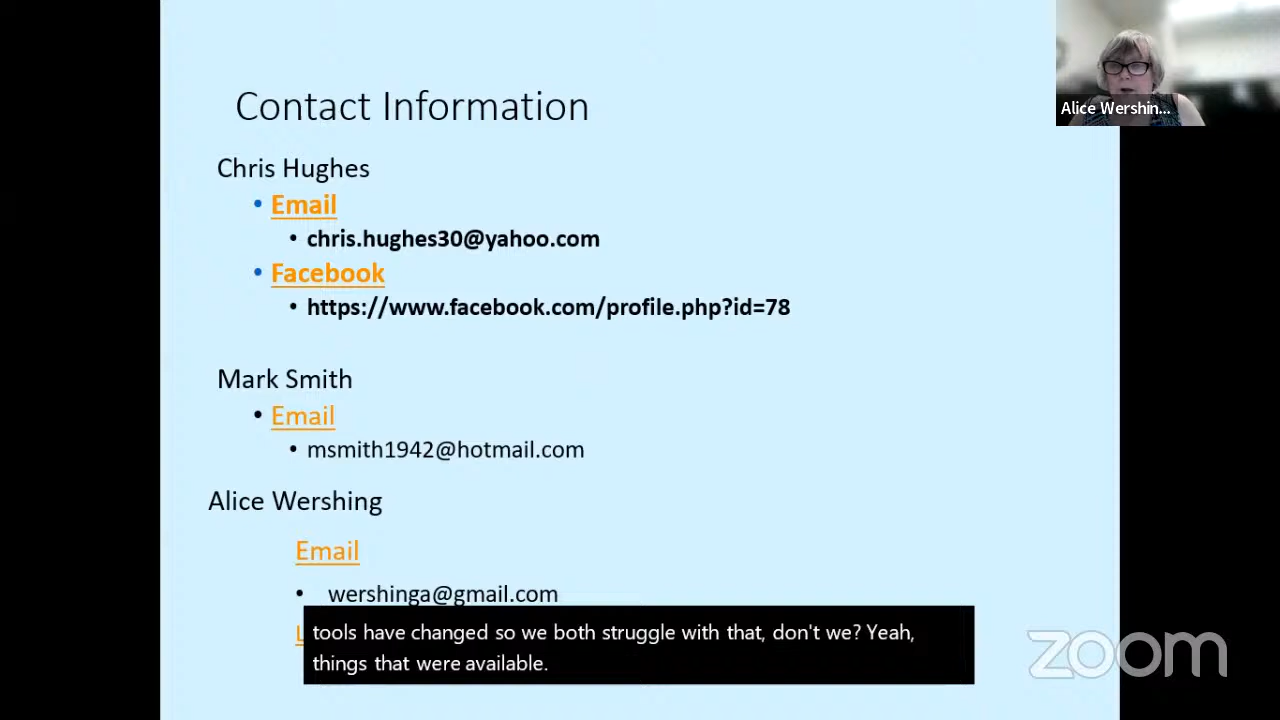 Contact Information
Alice Wershin...
Chris Hughes
• Email
• chris.hughes30@yahoo.com
• Facebook
• https://www.facebook.com/profile.php?id=78
Mark Smith
• Email
• msmith1942@hotmail.com
Alice Wershing
Email
• wershinga@gmail.com
tools have changed so we both struggle with that, don't we? Yeah,
things that were available.
zoom